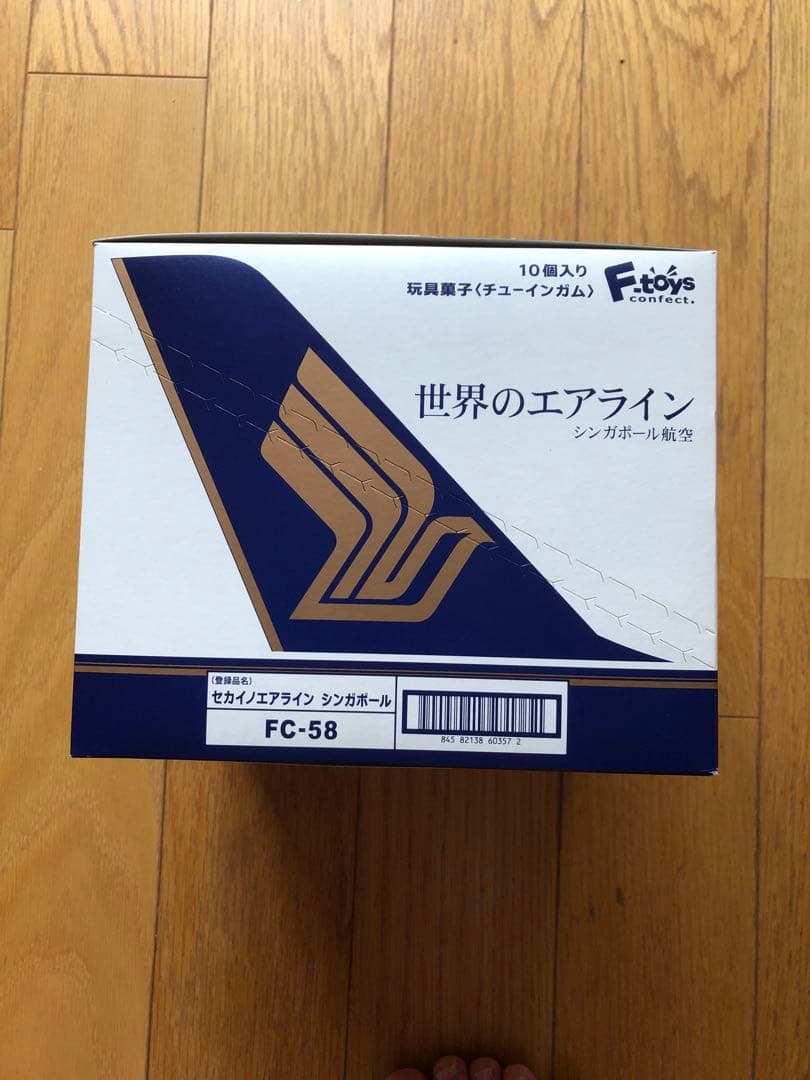 10個入り
玩具菓子〈チューインガム〉
F-toys
confect.
世界のエアライン
シンガポール航空
(登録品名)
セカイノエアライン シンガポール
FC-58
845 82138 60357 2